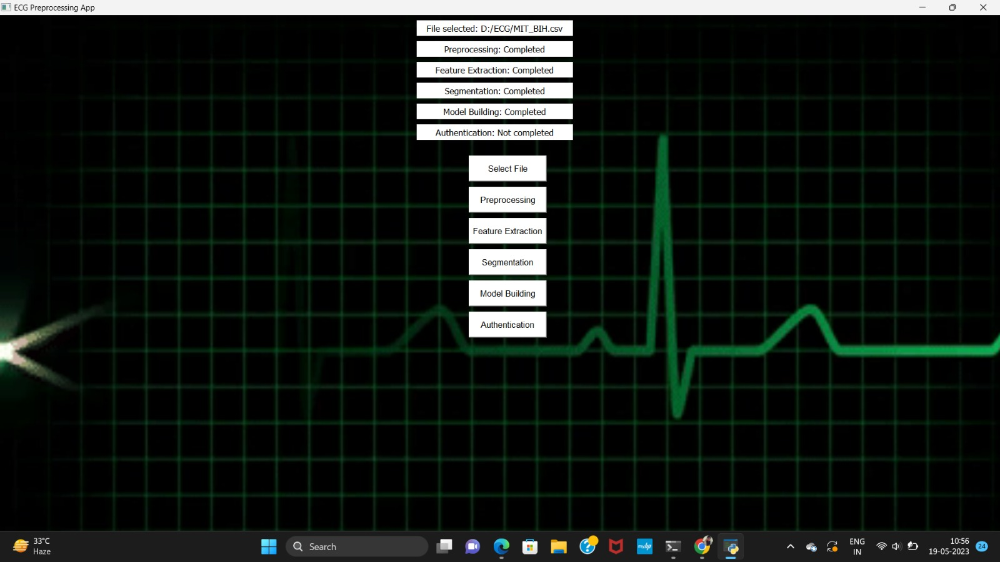 ECG Preprocessing App
File selected: D:/ECG/MIT_BIH.csv
Preprocessing: Completed
Feature Extraction: Completed
Segmentation: Completed
Model Building: Completed
Authentication: Not completed
Select File
Preprocessing
Feature Extraction
Segmentation
Model Building
Authentication
33°C
Haze
Search
myhp
ENG
IN
10:56
19-05-2023
24